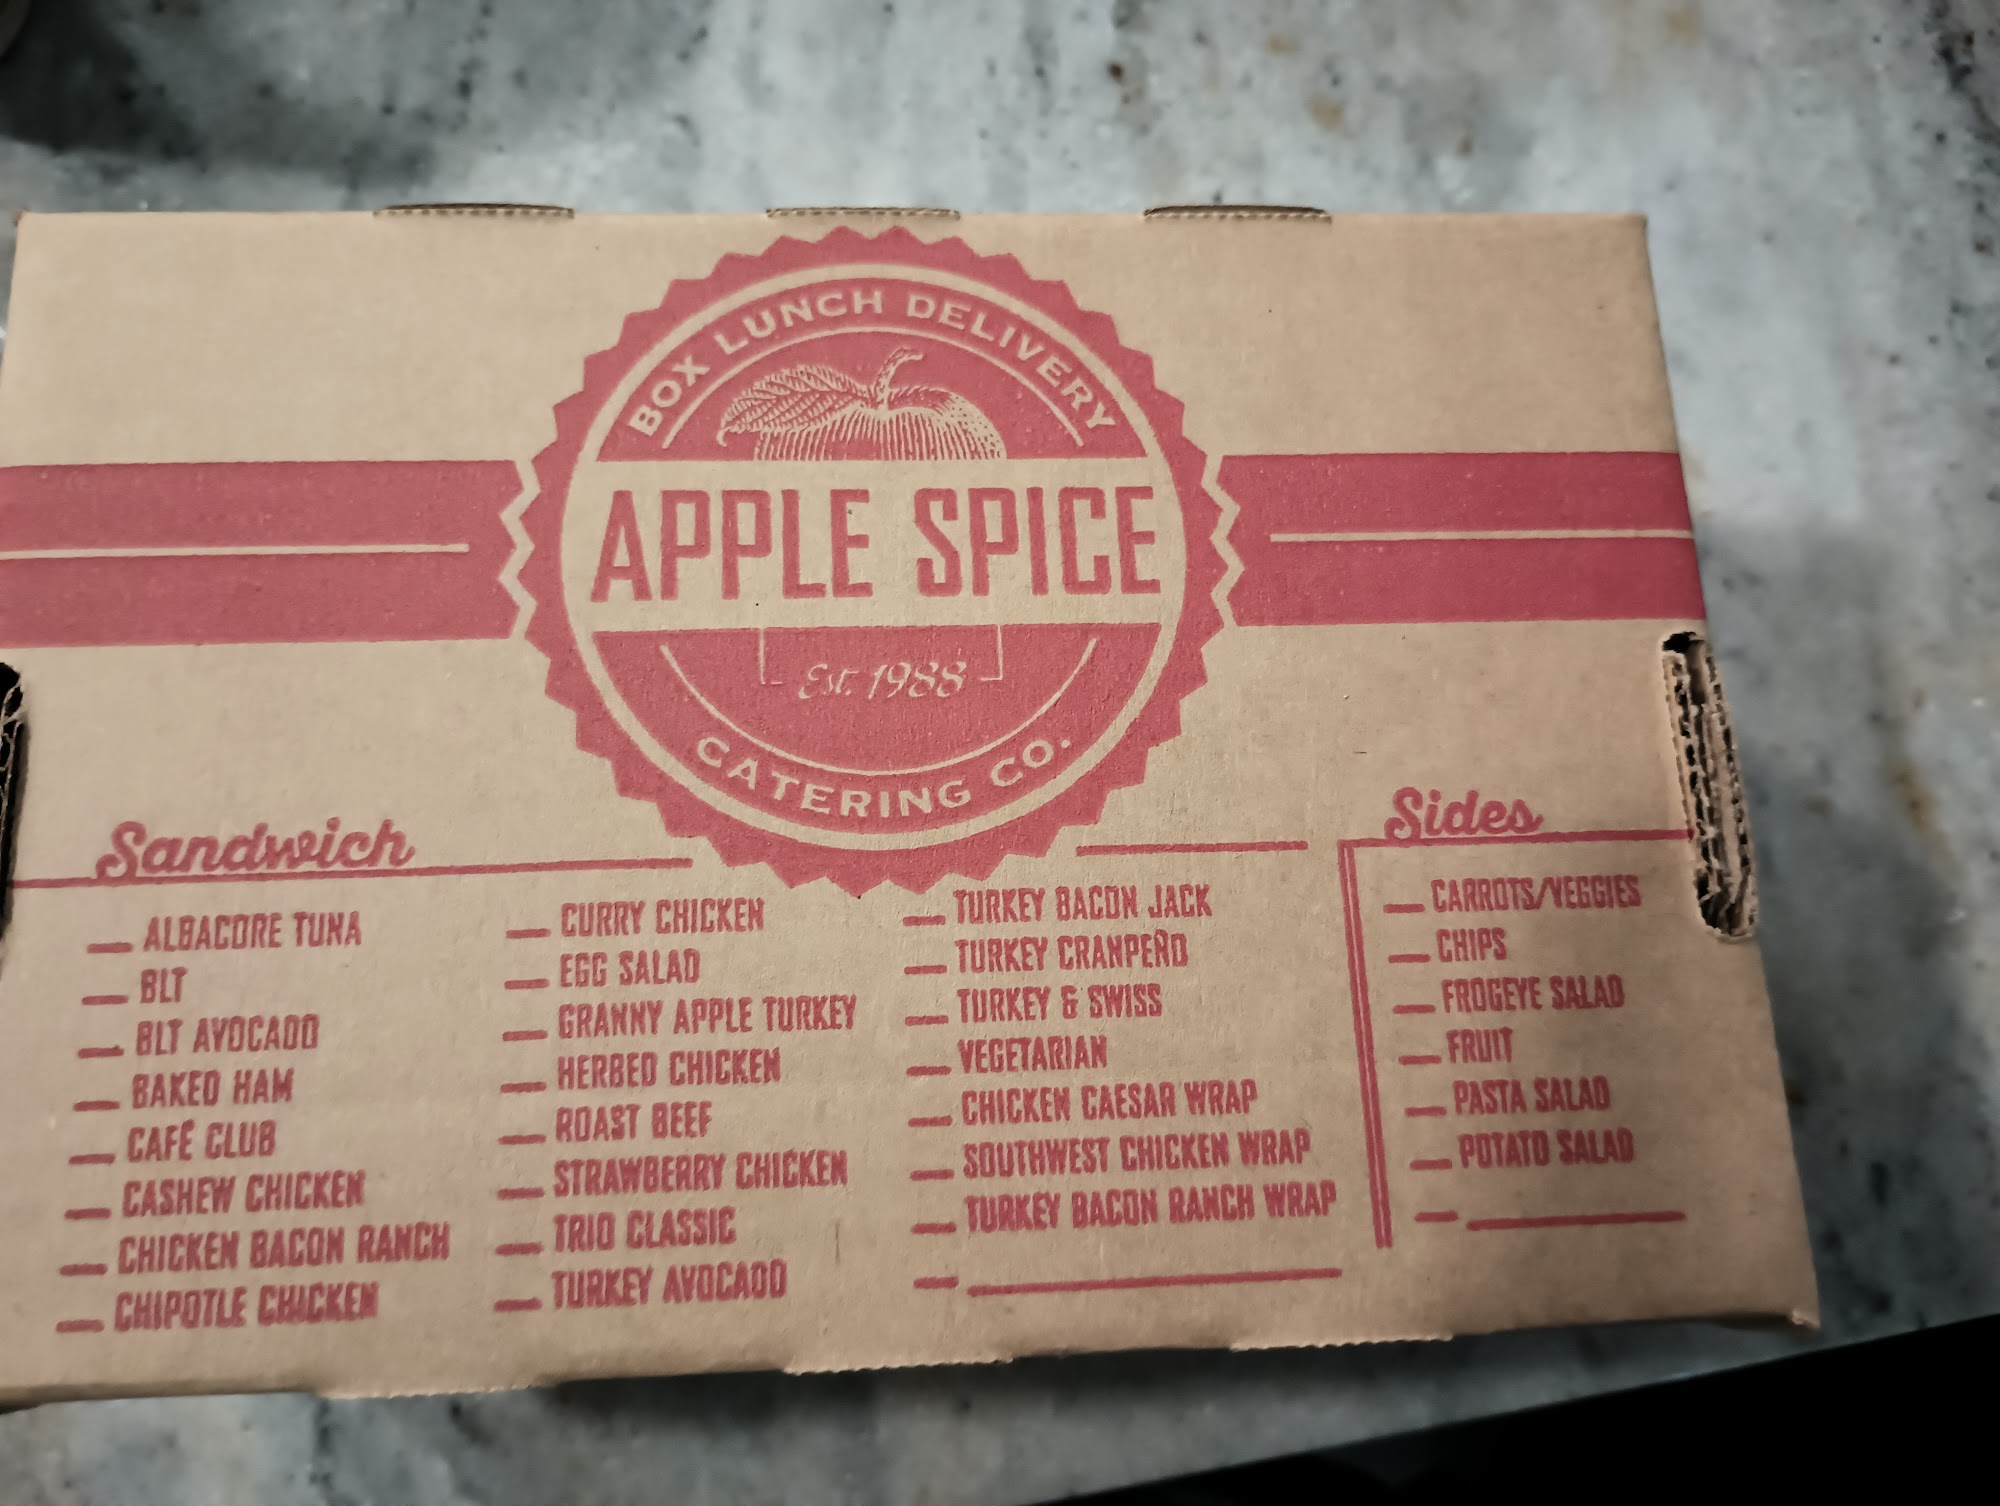 BOX LUNCH DELIVERY
APPLE SPICE
Est. 1988
CATERING CO.
Sandwich
ALBACORE TUNA
BLT
BLT AVOCADO
BAKED HAM
CAFÉ CLUB
CASHEW CHICKEN
CHICKEN BACON RANCH
CHIPOTLE CHICKEN
CURRY CHICKEN
EGG SALAD
GRANNY APPLE TURKEY
HERBED CHICKEN
ROAST BEEF
STRAWBERRY CHICKEN
TRIO CLASSIC
TURKEY AVOCADO
TURKEY BACON JACK
TURKEY CRANPEÑO
TURKEY & SWISS
VEGETARIAN
CHICKEN CAESAR WRAP
SOUTHWEST CHICKEN WRAP
TURKEY BACON RANCH WRAP
Sides
CARROTS/VEGGIES
CHIPS
FROGEYE SALAD
FRUIT
PASTA SALAD
POTATO SALAD